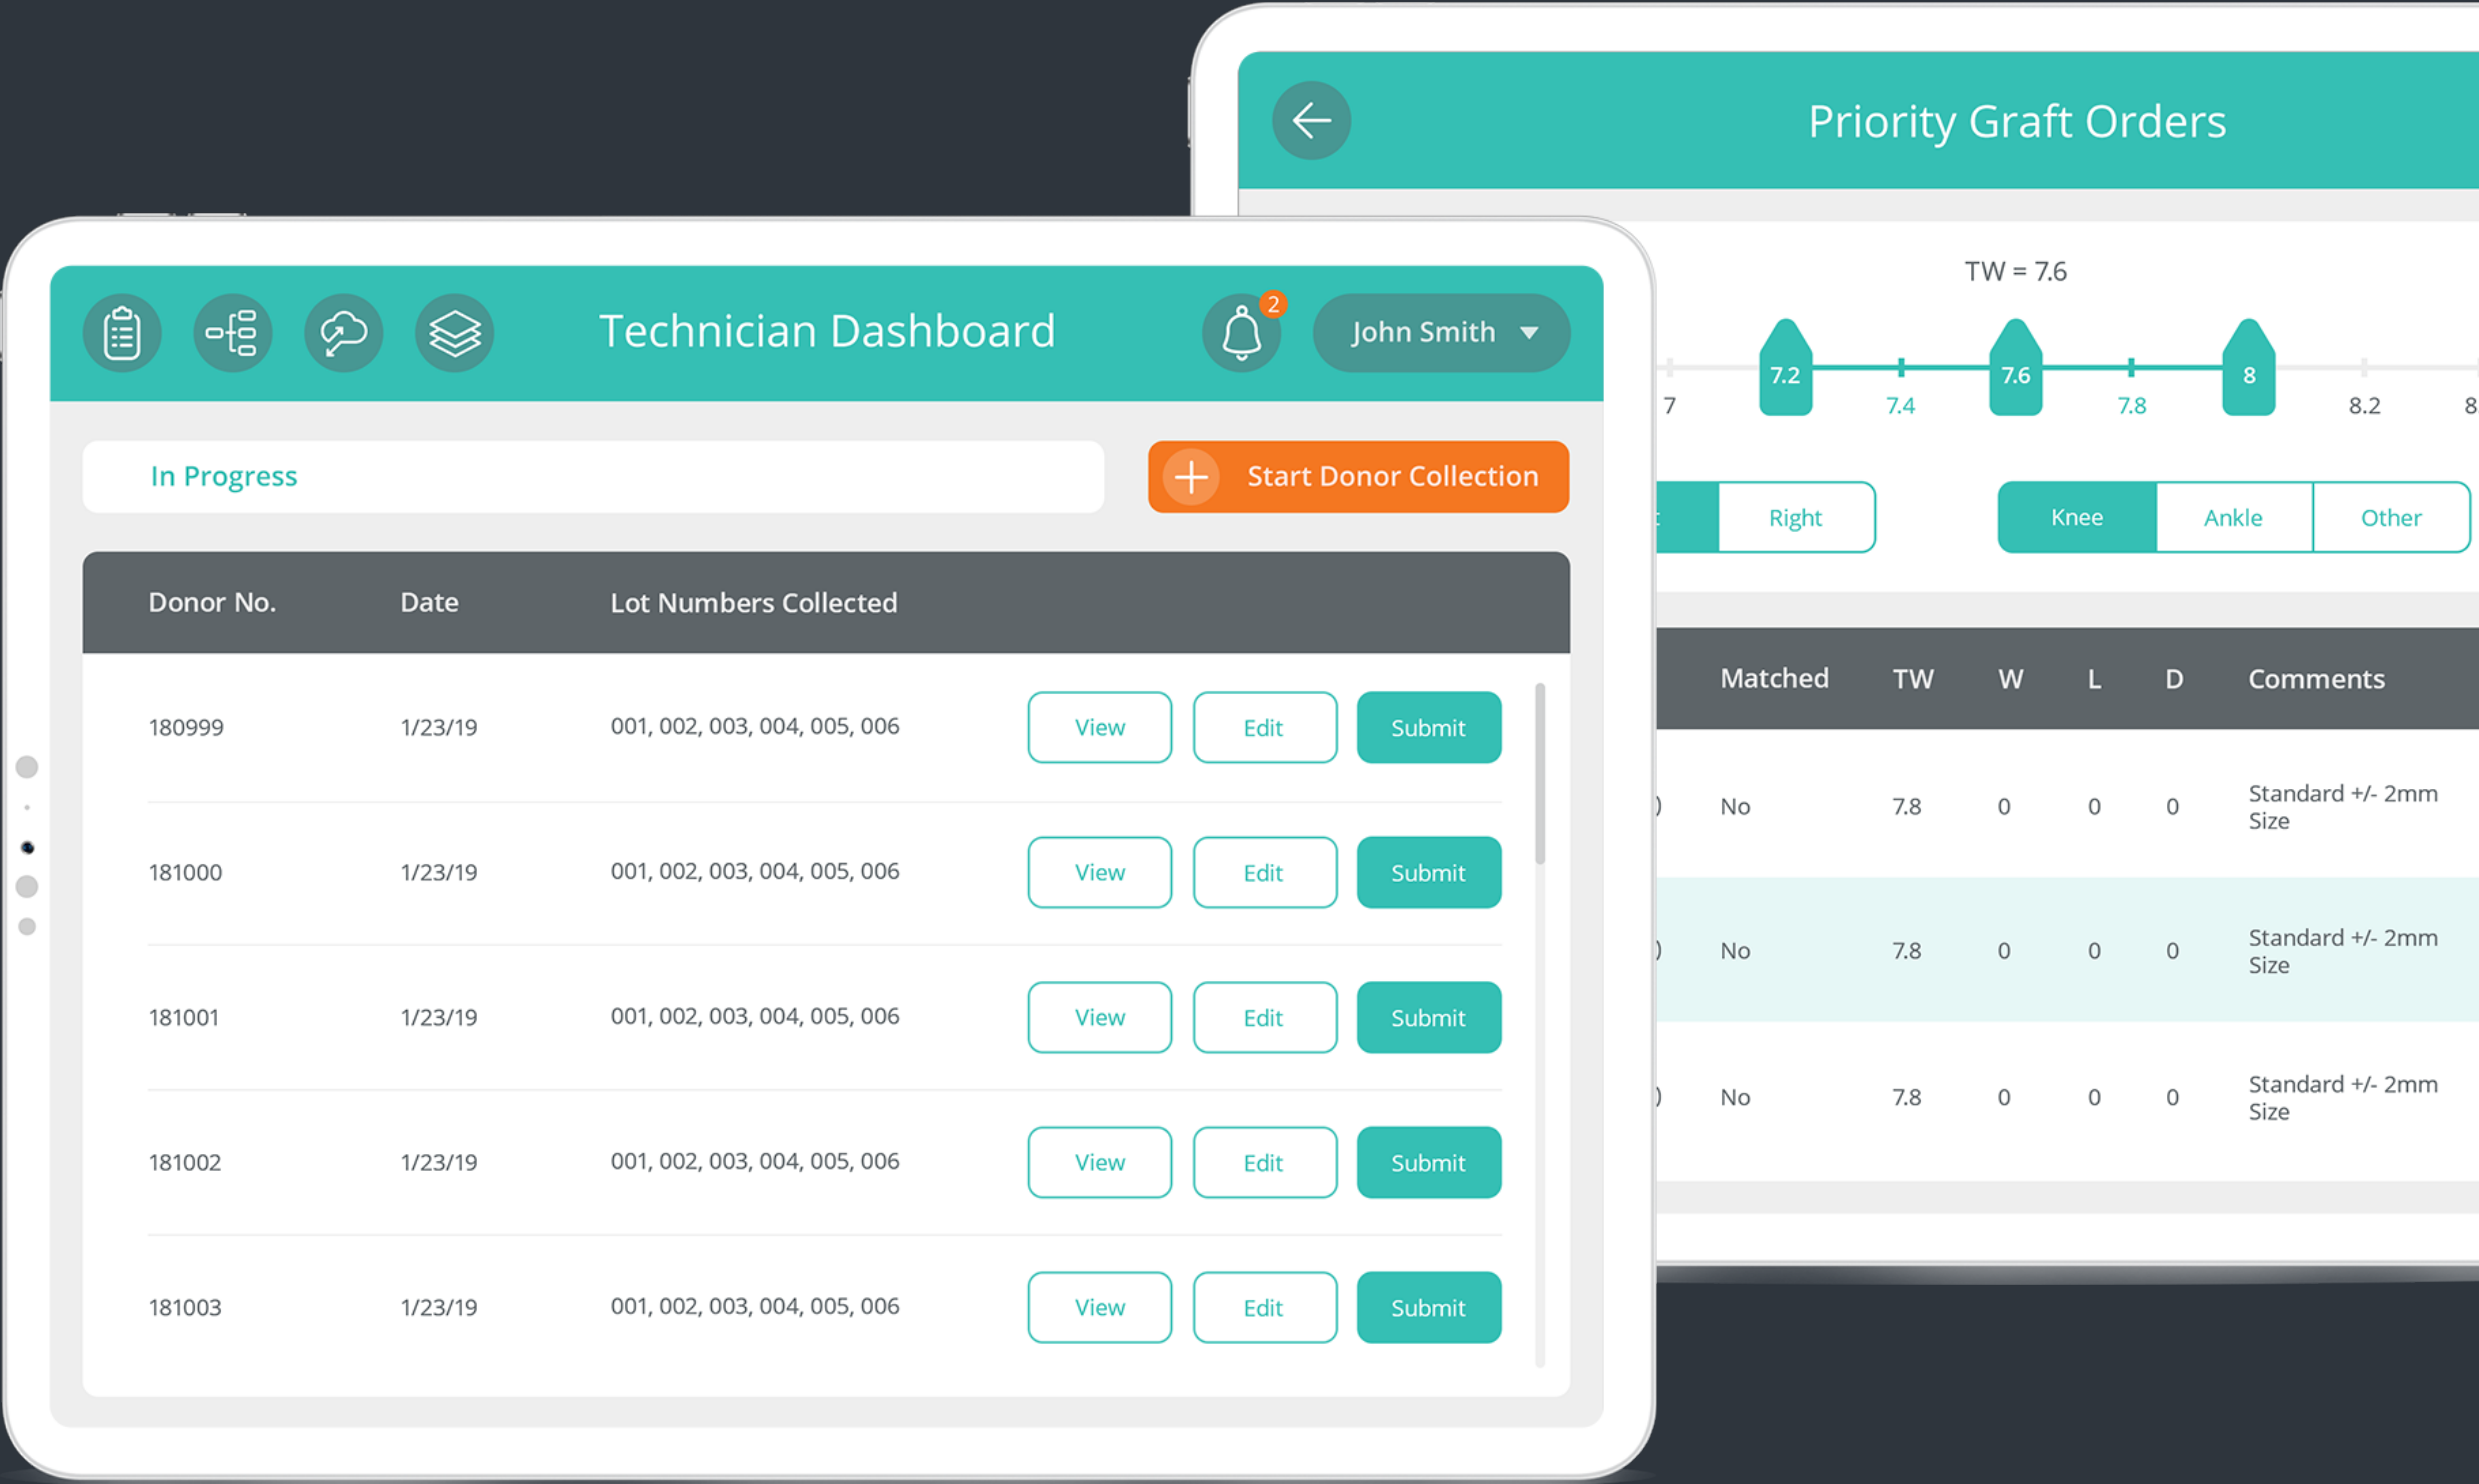 Priority Graft Orders
TW = 7.6
7.2 7.6 8
7 7.4 7.8 8.2
Right Knee Ankle Other
Matched TW W L D Comments
No 7.8 0 0 0 Standard +/- 2mm
Size
No 7.8 0 0 0 Standard +/- 2mm
Size
No 7.8 0 0 0 Standard +/- 2mm
Size
Technician Dashboard 2 John Smith
In Progress Start Donor Collection
Donor No. Date Lot Numbers Collected
180999 1/23/19 001, 002, 003, 004, 005, 006 View Edit Submit
181000 1/23/19 001, 002, 003, 004, 005, 006 View Edit Submit
181001 1/23/19 001, 002, 003, 004, 005, 006 View Edit Submit
181002 1/23/19 001, 002, 003, 004, 005, 006 View Edit Submit
181003 1/23/19 001, 002, 003, 004, 005, 006 View Edit Submit